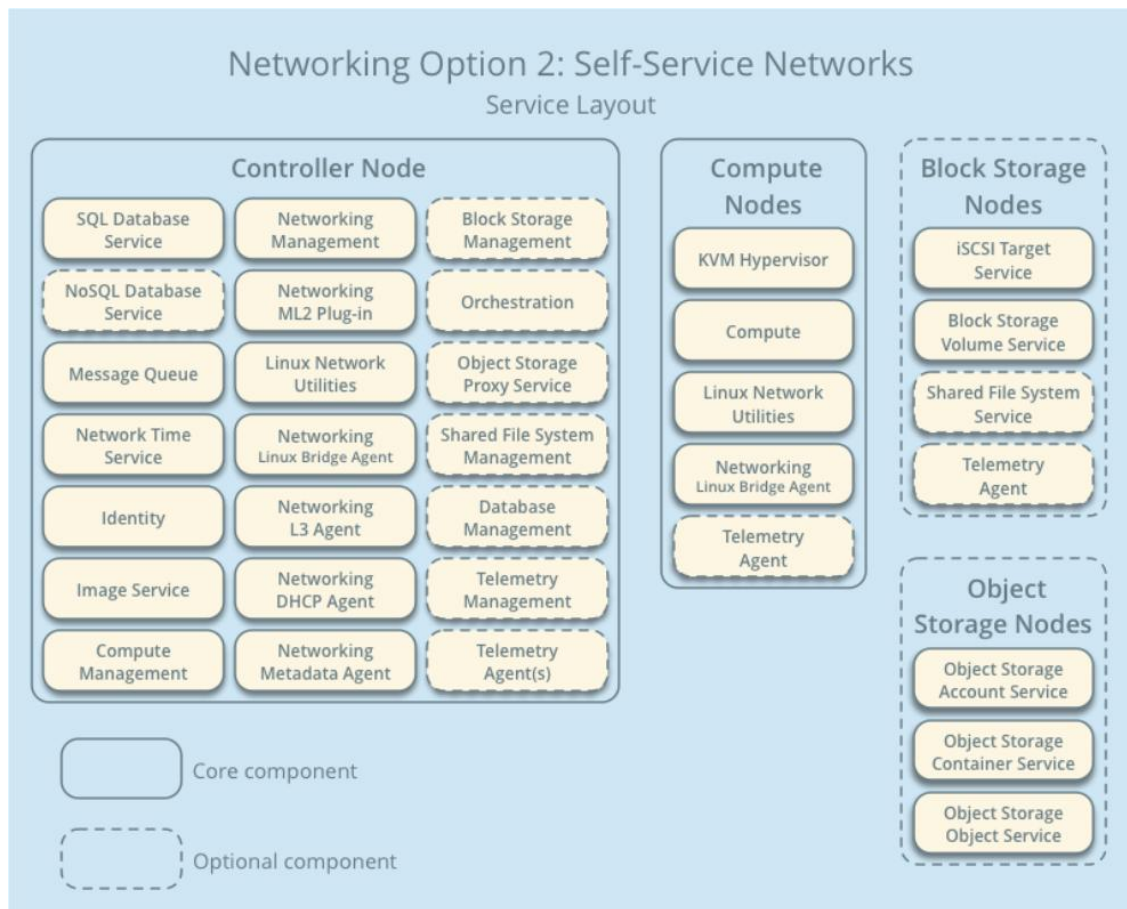 Networking Option 2: Self-Service Networks
Service Layout
Controller Node
SQL Database
Service
Networking
Management
Block Storage
Management
NoSQL Database
Service
Networking
ML2 Plug-in
Orchestration
Message Queue
Linux Network
Utilities
Object Storage
Proxy Service
Network Time
Service
Networking
Linux Bridge Agent
Shared File System
Management
Identity
Networking
L3 Agent
Database
Management
Image Service
Networking
DHCP Agent
Telemetry
Management
Compute
Management
Networking
Metadata Agent
Telemetry
Agent(s)
Compute
Nodes
KVM Hypervisor
Compute
Linux Network
Utilities
Networking
Linux Bridge Agent
Telemetry
Agent
Block Storage
Nodes
iSCSI Target
Service
Block Storage
Volume Service
Shared File System
Service
Telemetry
Agent
Object
Storage Nodes
Object Storage
Account Service
Object Storage
Container Service
Object Storage
Object Service
Core component
Optional component